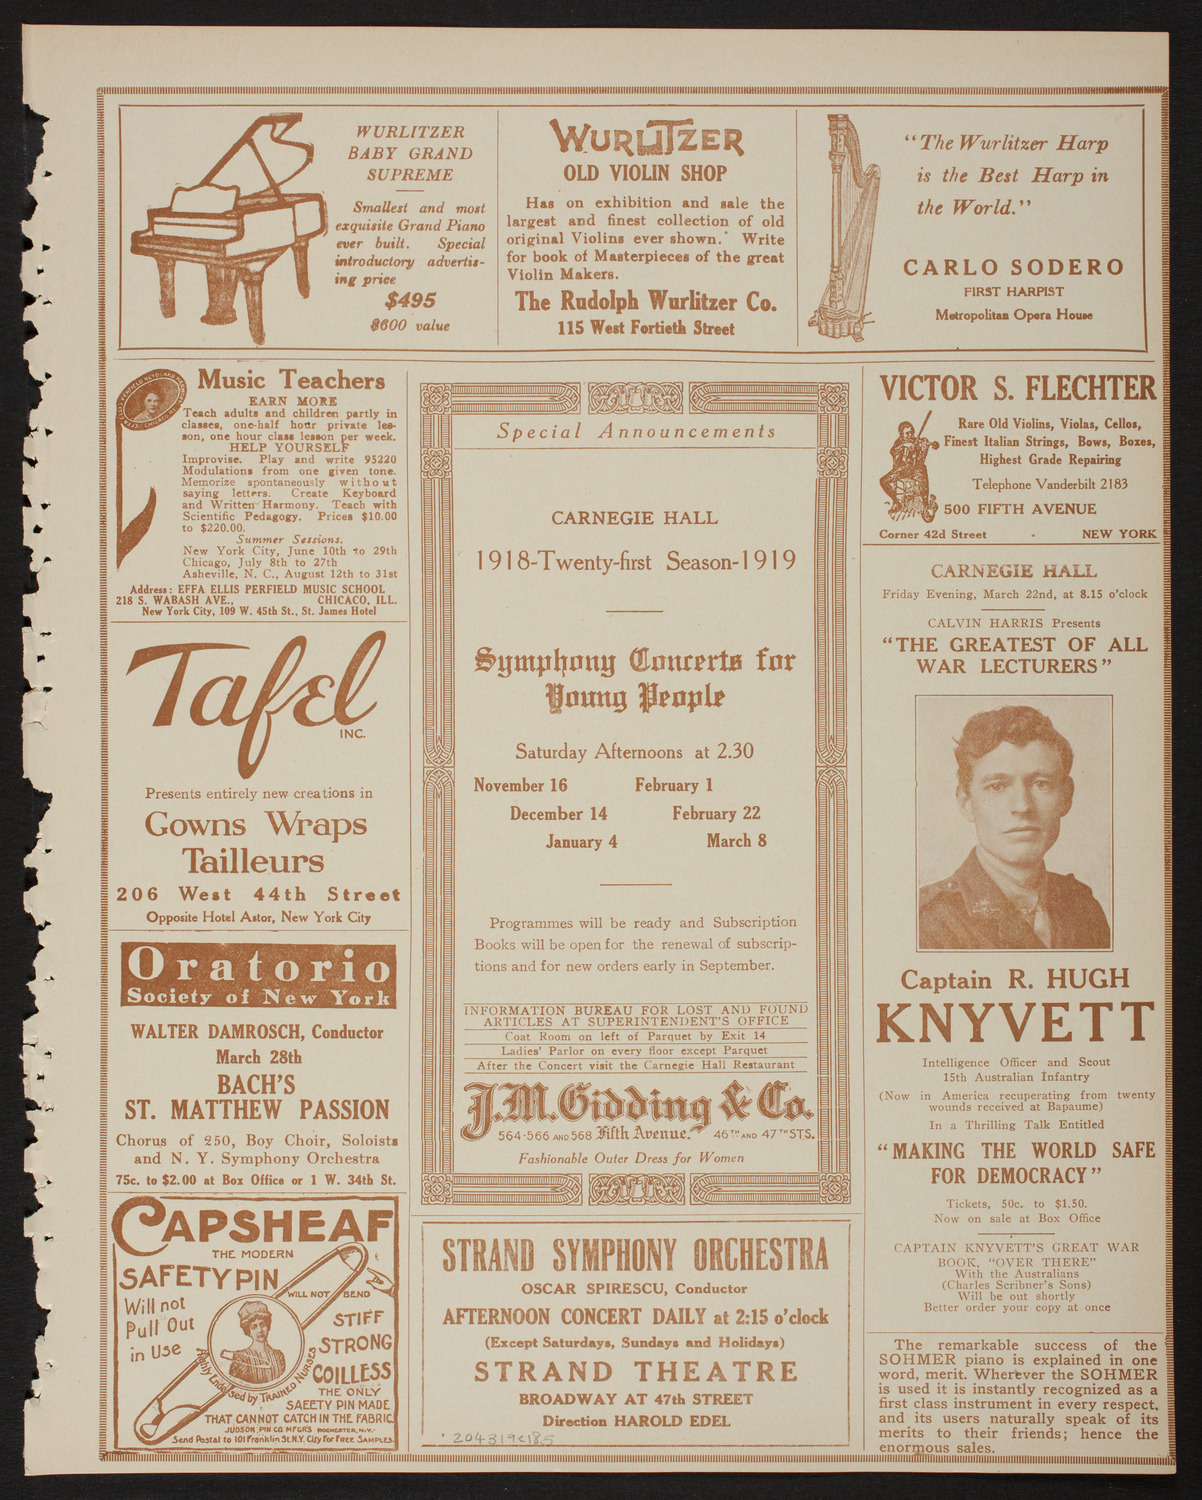 WURLITZER
BABY GRAND
SUPREME
Smallest and most
exquisite Grand Piano
ever built. Special
introductory advertis-
ing price
$495
$600 value
WURLITZER
OLD VIOLIN SHOP
Has on exhibition and sale the
largest and finest collection of old
original Violins ever shown. Write
for book of Masterpieces of the great
Violin Makers.
The Rudolph Wurlitzer Co.
115 West Fortieth Street
“The Wurlitzer Harp
is the Best Harp in
the World.”
CARLO SODERO
FIRST HARPIST
Metropolitan Opera House
Music Teachers
EARN MORE
Teach adults and children partly in
classes, one-half hour private les-
son, one hour class lesson per week.
HELP YOURSELF
Improvise. Play and write 95220
Modulations from one given tone.
Memorize spontaneously without
saying letters. Create Keyboard
and Written Harmony. Teach with
Scientific Pedagogy. Prices $10.00
to $220.00.
Summer Sessions.
New York City, June 10th to 29th
Chicago, July 8th to 27th
Asheville, N. C., August 12th to 31st
Address: EFFA ELLIS PERFIELD MUSIC SCHOOL
218 S. WABASH AVE., CHICACO, ILL.
New York City, 109 W. 45th St., St. James Hotel
Tafel
INC.
Presents entirely new creations in
Gowns Wraps
Tailleurs
206 West 44th Street
Opposite Hotel Astor, New York City
Oratorio
Society of New York
WALTER DAMROSCH, Conductor
March 28th
BACH'S
ST. MATTHEW PASSION
Chorus of 250, Boy Choir, Soloists
and N. Y. Symphony Orchestra
75c. to $2.00 at Box Office or 1 W. 34th St.
CAPSHEAF
THE MODERN
SAFETY PIN
WILL NOT BEND
Will not
Pull Out
in Use
STIFF
STRONG
COILLESS
Highly Endorsed by TRAINED NURSES
THE ONLY
SAEETY PIN MADE
THAT CANNOT CATCH IN THE FABRIC
JUDSON PIN CO. MFGR'S ROCHESTER, N.Y.
Send Postal to 101 Franklin St. N.Y. City For FREE SAMPLES.
Special Announcements
CARNEGIE HALL
1918-Twenty-first Season-1919
Symphony Concerts for
Young People
Saturday Afternoons at 2.30
November 16 February 1
December 14 February 22
January 4 March 8
Programmes will be ready and Subscription
Books will be open for the renewal of subscrip-
tions and for new orders early in September.
INFORMATION BUREAU FOR LOST AND FOUND
ARTICLES AT SUPERINTENDENT'S OFFICE
Coat Room on left of Parquet by Exit 14
Ladies' Parlor on every floor except Parquet
After the Concert visit the Carnegie Hall Restaurant
J. M. Gidding & Co.
564-566 AND 568 Fifth Avenue. 46TH AND 47TH STS.
Fashionable Outer Dress for Women
STRAND SYMPHONY ORCHESTRA
OSCAR SPIRESCU, Conductor
AFTERNOON CONCERT DAILY at 2:15 o'clock
(Except Saturdays, Sundays and Holidays)
STRAND THEATRE
BROADWAY AT 47th STREET
Direction HAROLD EDEL
VICTOR S. FLECHTER
Rare Old Violins, Violas, Cellos,
Finest Italian Strings, Bows, Boxes,
Highest Grade Repairing
Telephone Vanderbilt 2183
500 FIFTH AVENUE
Corner 42d Street - NEW YORK
CARNEGIE HALL
Friday Evening, March 22nd, at 8.15 o'clock
CALVIN HARRIS Presents
“THE GREATEST OF ALL
WAR LECTURERS”
Captain R. HUGH
KNYVETT
Intelligence Officer and Scout
15th Australian Infantry
(Now in America recuperating from twenty
wounds received at Bapaume)
In a Thrilling Talk Entitled
“MAKING THE WORLD SAFE
FOR DEMOCRACY”
Tickets, 50c. to $1.50.
Now on sale at Box Office
CAPTAIN KNYVETT'S GREAT WAR
BOOK, “OVER THERE”
With the Australians
(Charles Scribner's Sons)
Will be out shortly
Better order your copy at once
The remarkable success of the
SOHMER piano is explained in one
word, merit. Wherever the SOHMER
is used it is instantly recognized as a
first class instrument in every respect,
and its users naturally speak of its
merits to their friends; hence the
enormous sales.